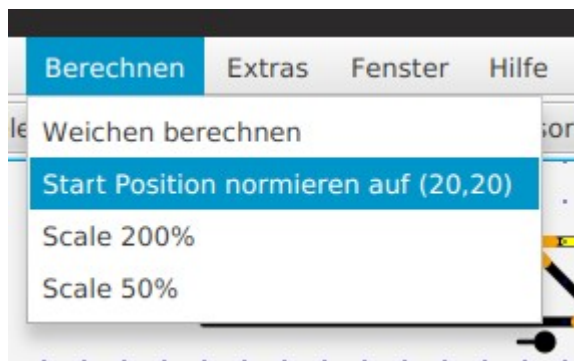 Berechnen Extras Fenster Hilfe
Weichen berechnen
Start Position normieren auf (20,20)
Scale 200%
Scale 50%